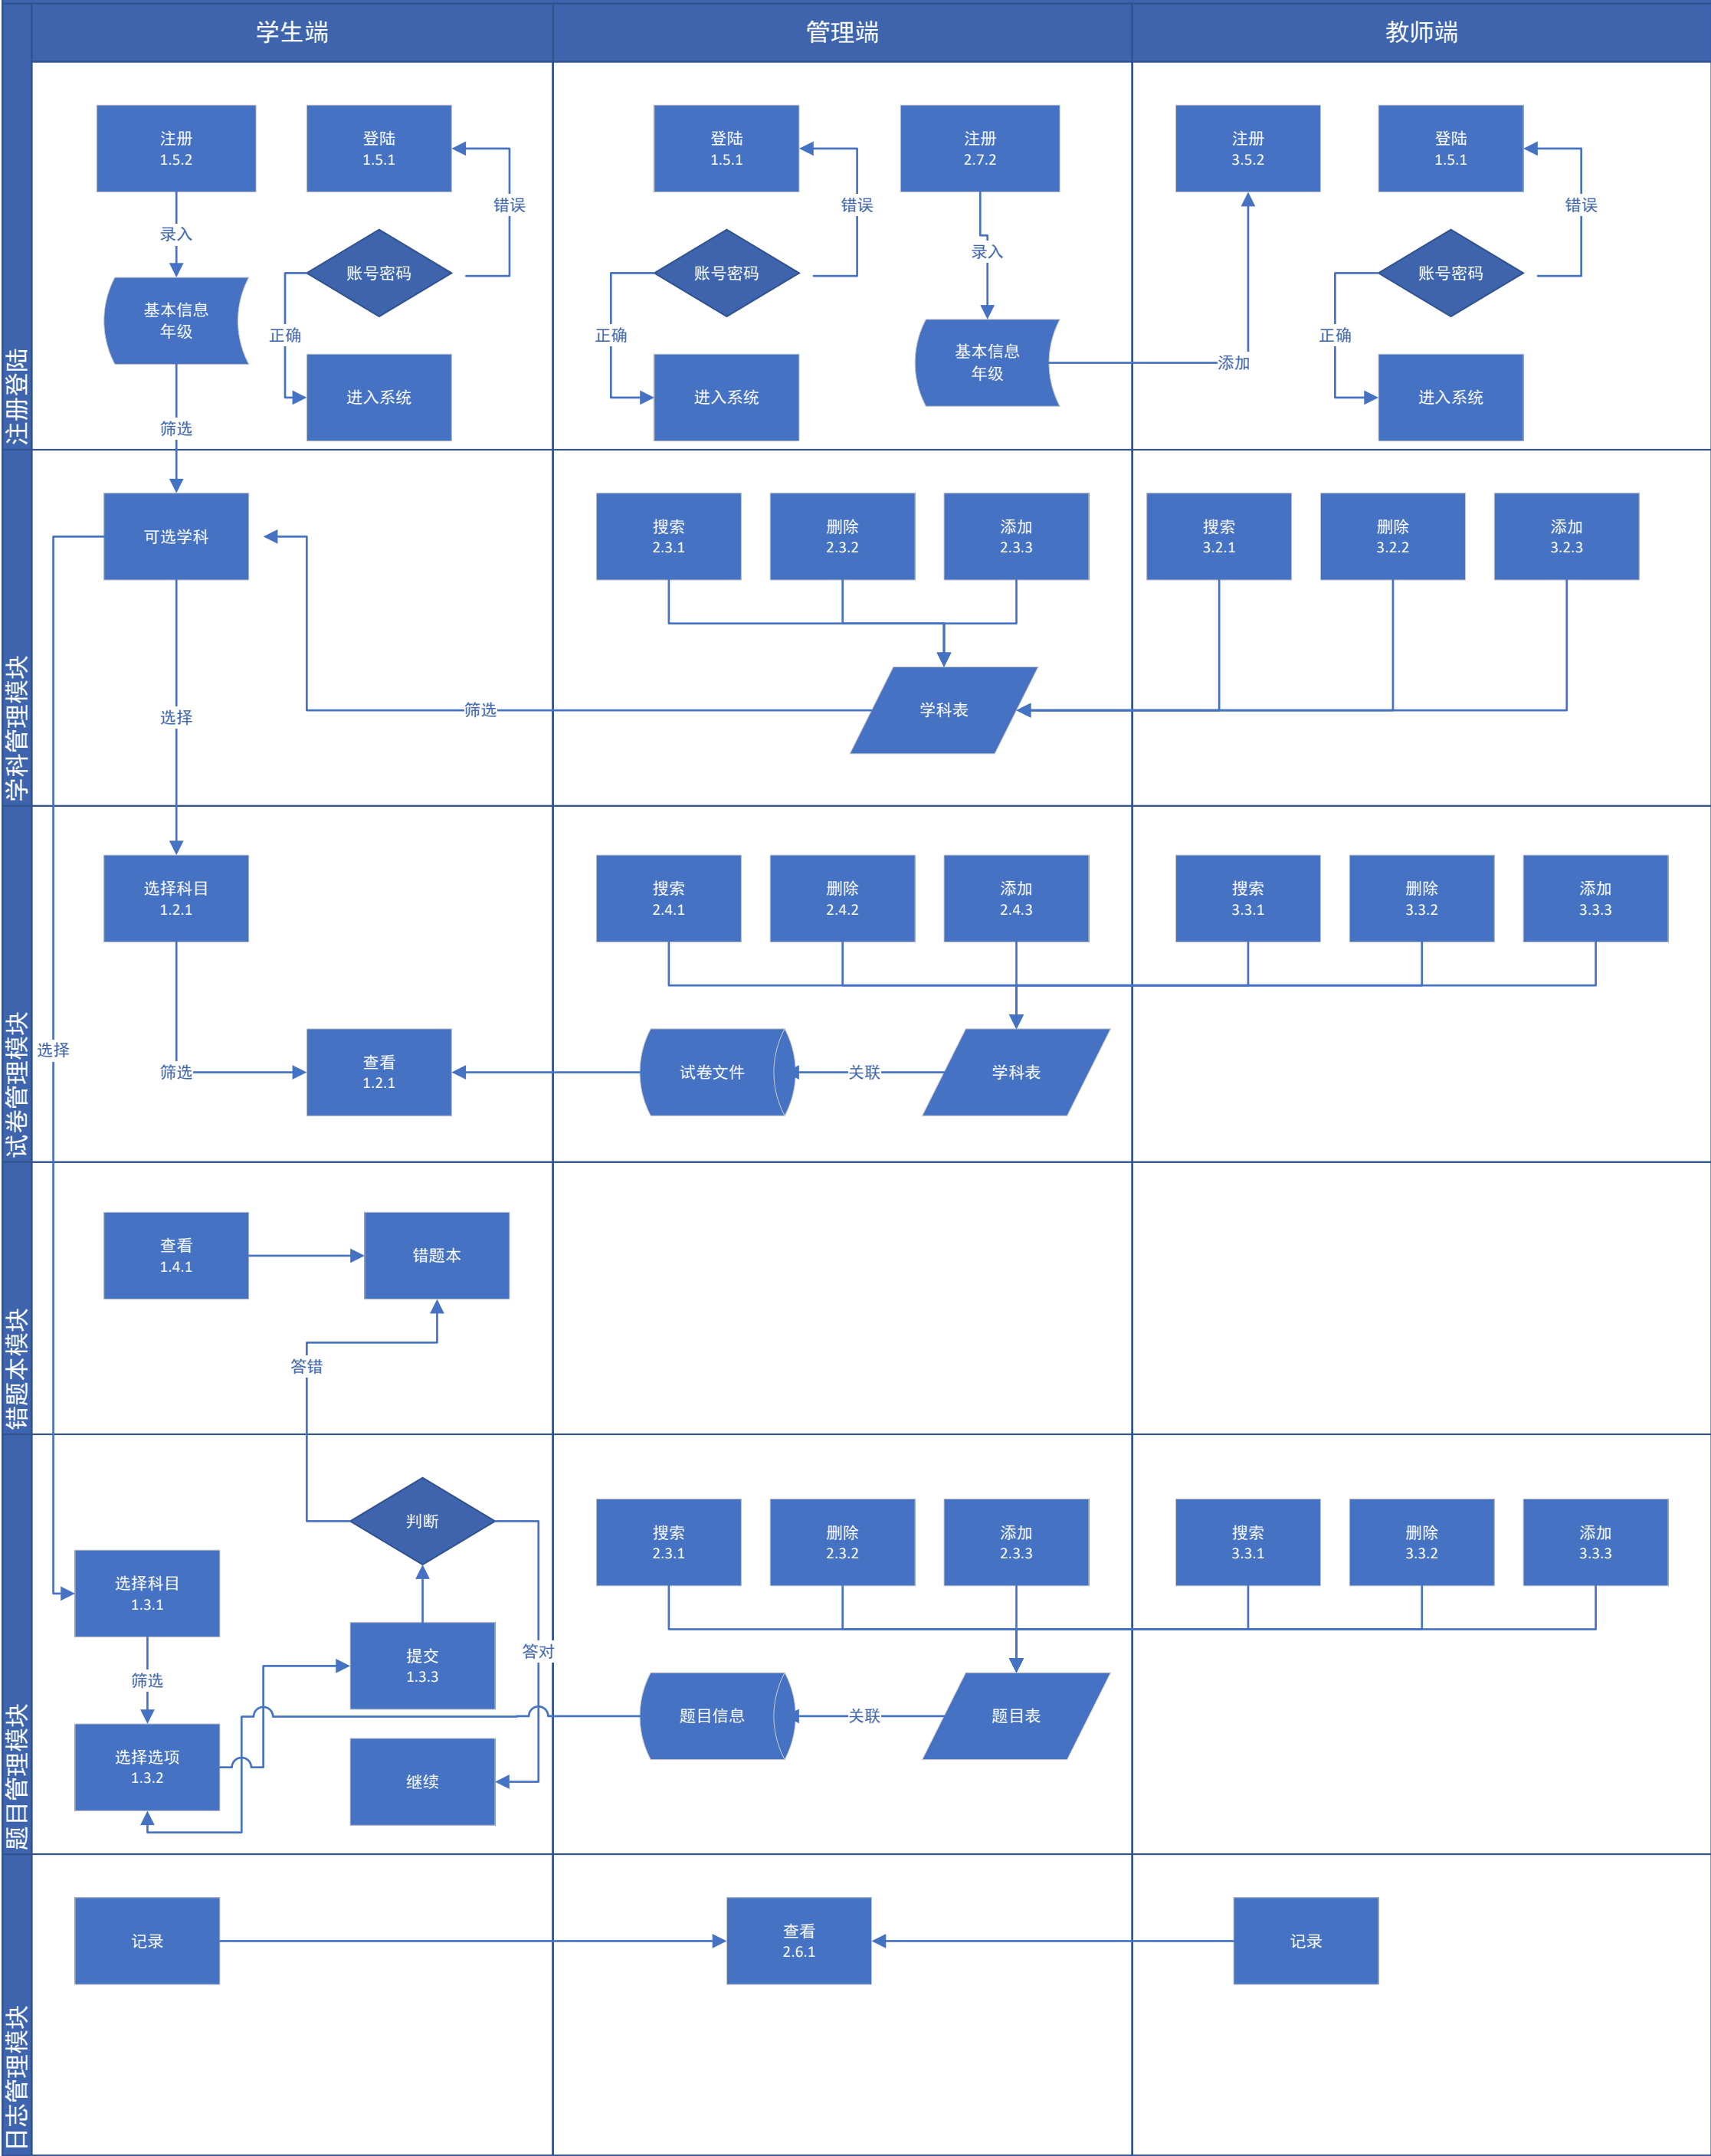 学生端
管理端
教师端
注册登陆
注册
1.5.2
登陆
1.5.1
错误
录入
账号密码
基本信息
年级
正确
进入系统
筛选
登陆
1.5.1
注册
2.7.2
错误
录入
账号密码
正确
基本信息
年级
进入系统
添加
注册
3.5.2
登陆
1.5.1
错误
账号密码
正确
进入系统
学科管理模块
可选学科
选择
筛选
搜索
2.3.1
删除
2.3.2
添加
2.3.3
学科表
搜索
3.2.1
删除
3.2.2
添加
3.2.3
试卷管理模块
选择科目
1.2.1
选择
筛选
查看
1.2.1
搜索
2.4.1
删除
2.4.2
添加
2.4.3
试卷文件
关联
学科表
搜索
3.3.1
删除
3.3.2
添加
3.3.3
错题本模块
查看
1.4.1
错题本
答错
题目管理模块
判断
选择科目
1.3.1
提交
1.3.3
答对
筛选
选择选项
1.3.2
继续
搜索
2.3.1
删除
2.3.2
添加
2.3.3
题目信息
关联
题目表
搜索
3.3.1
删除
3.3.2
添加
3.3.3
日志管理模块
记录
查看
2.6.1
记录